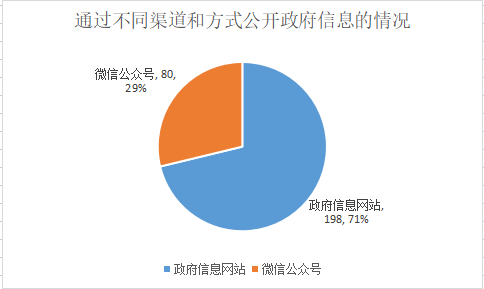 通过不同渠道和方式公开政府信息的情况
微信公众号, 80,
29%
政府信息网站,
198, 71%
政府信息网站 微信公众号